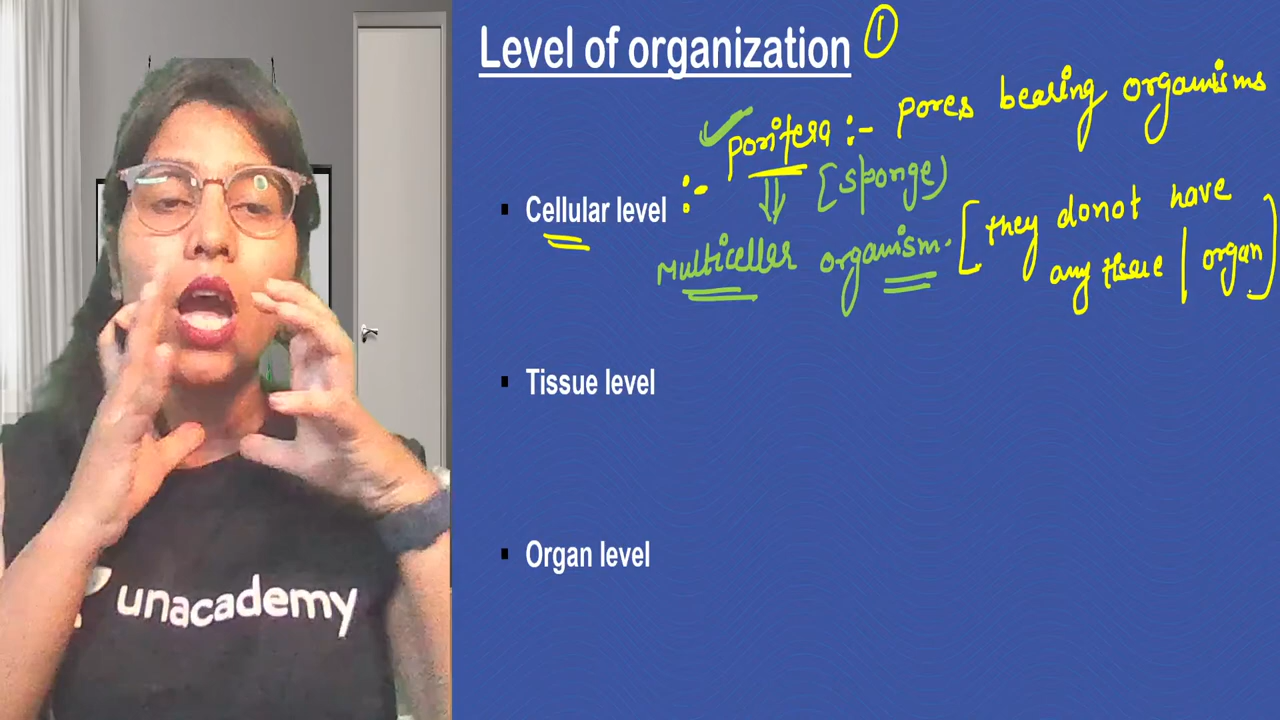 Level of organization ①
Porifera :- pores bearing organisms
[sponge)
▪ Cellular level :-
Multiceller organism. [they donot have
any tissue | organ]
▪ Tissue level
▪ Organ level
unacademy